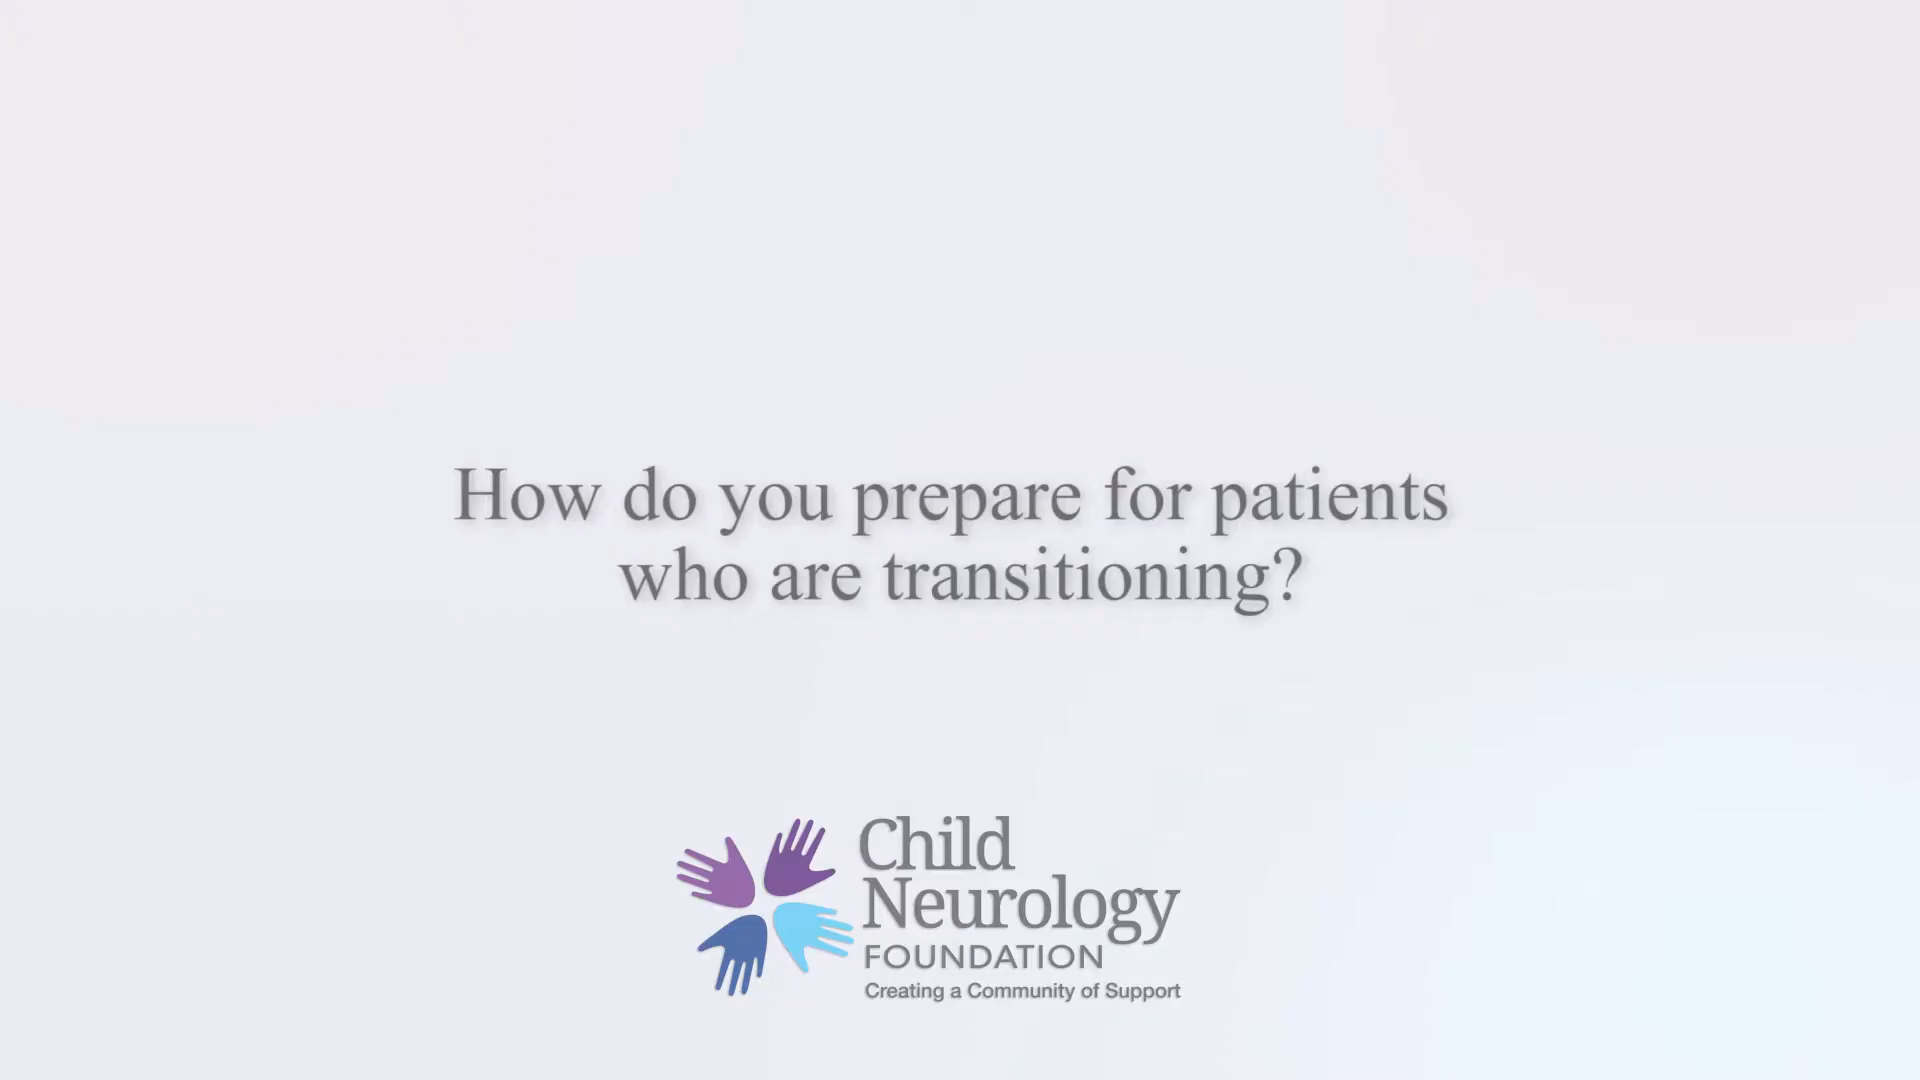 How do you prepare for patients
who are transitioning?
Child
Neurology
FOUNDATION
Creating a Community of Support